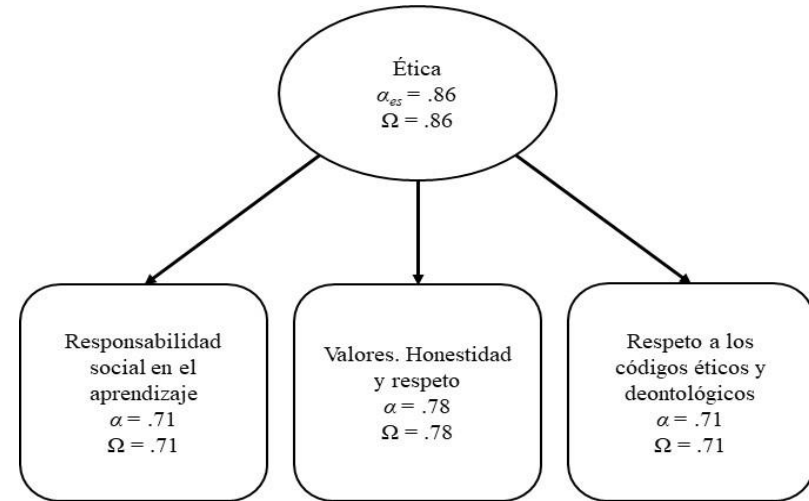 Ética
αes = .86
Ω = .86
Responsabilidad
social en el
aprendizaje
α = .71
Ω = .71
Valores. Honestidad
y respeto
α = .78
Ω = .78
Respeto a los
códigos éticos y
deontológicos
α = .71
Ω = .71